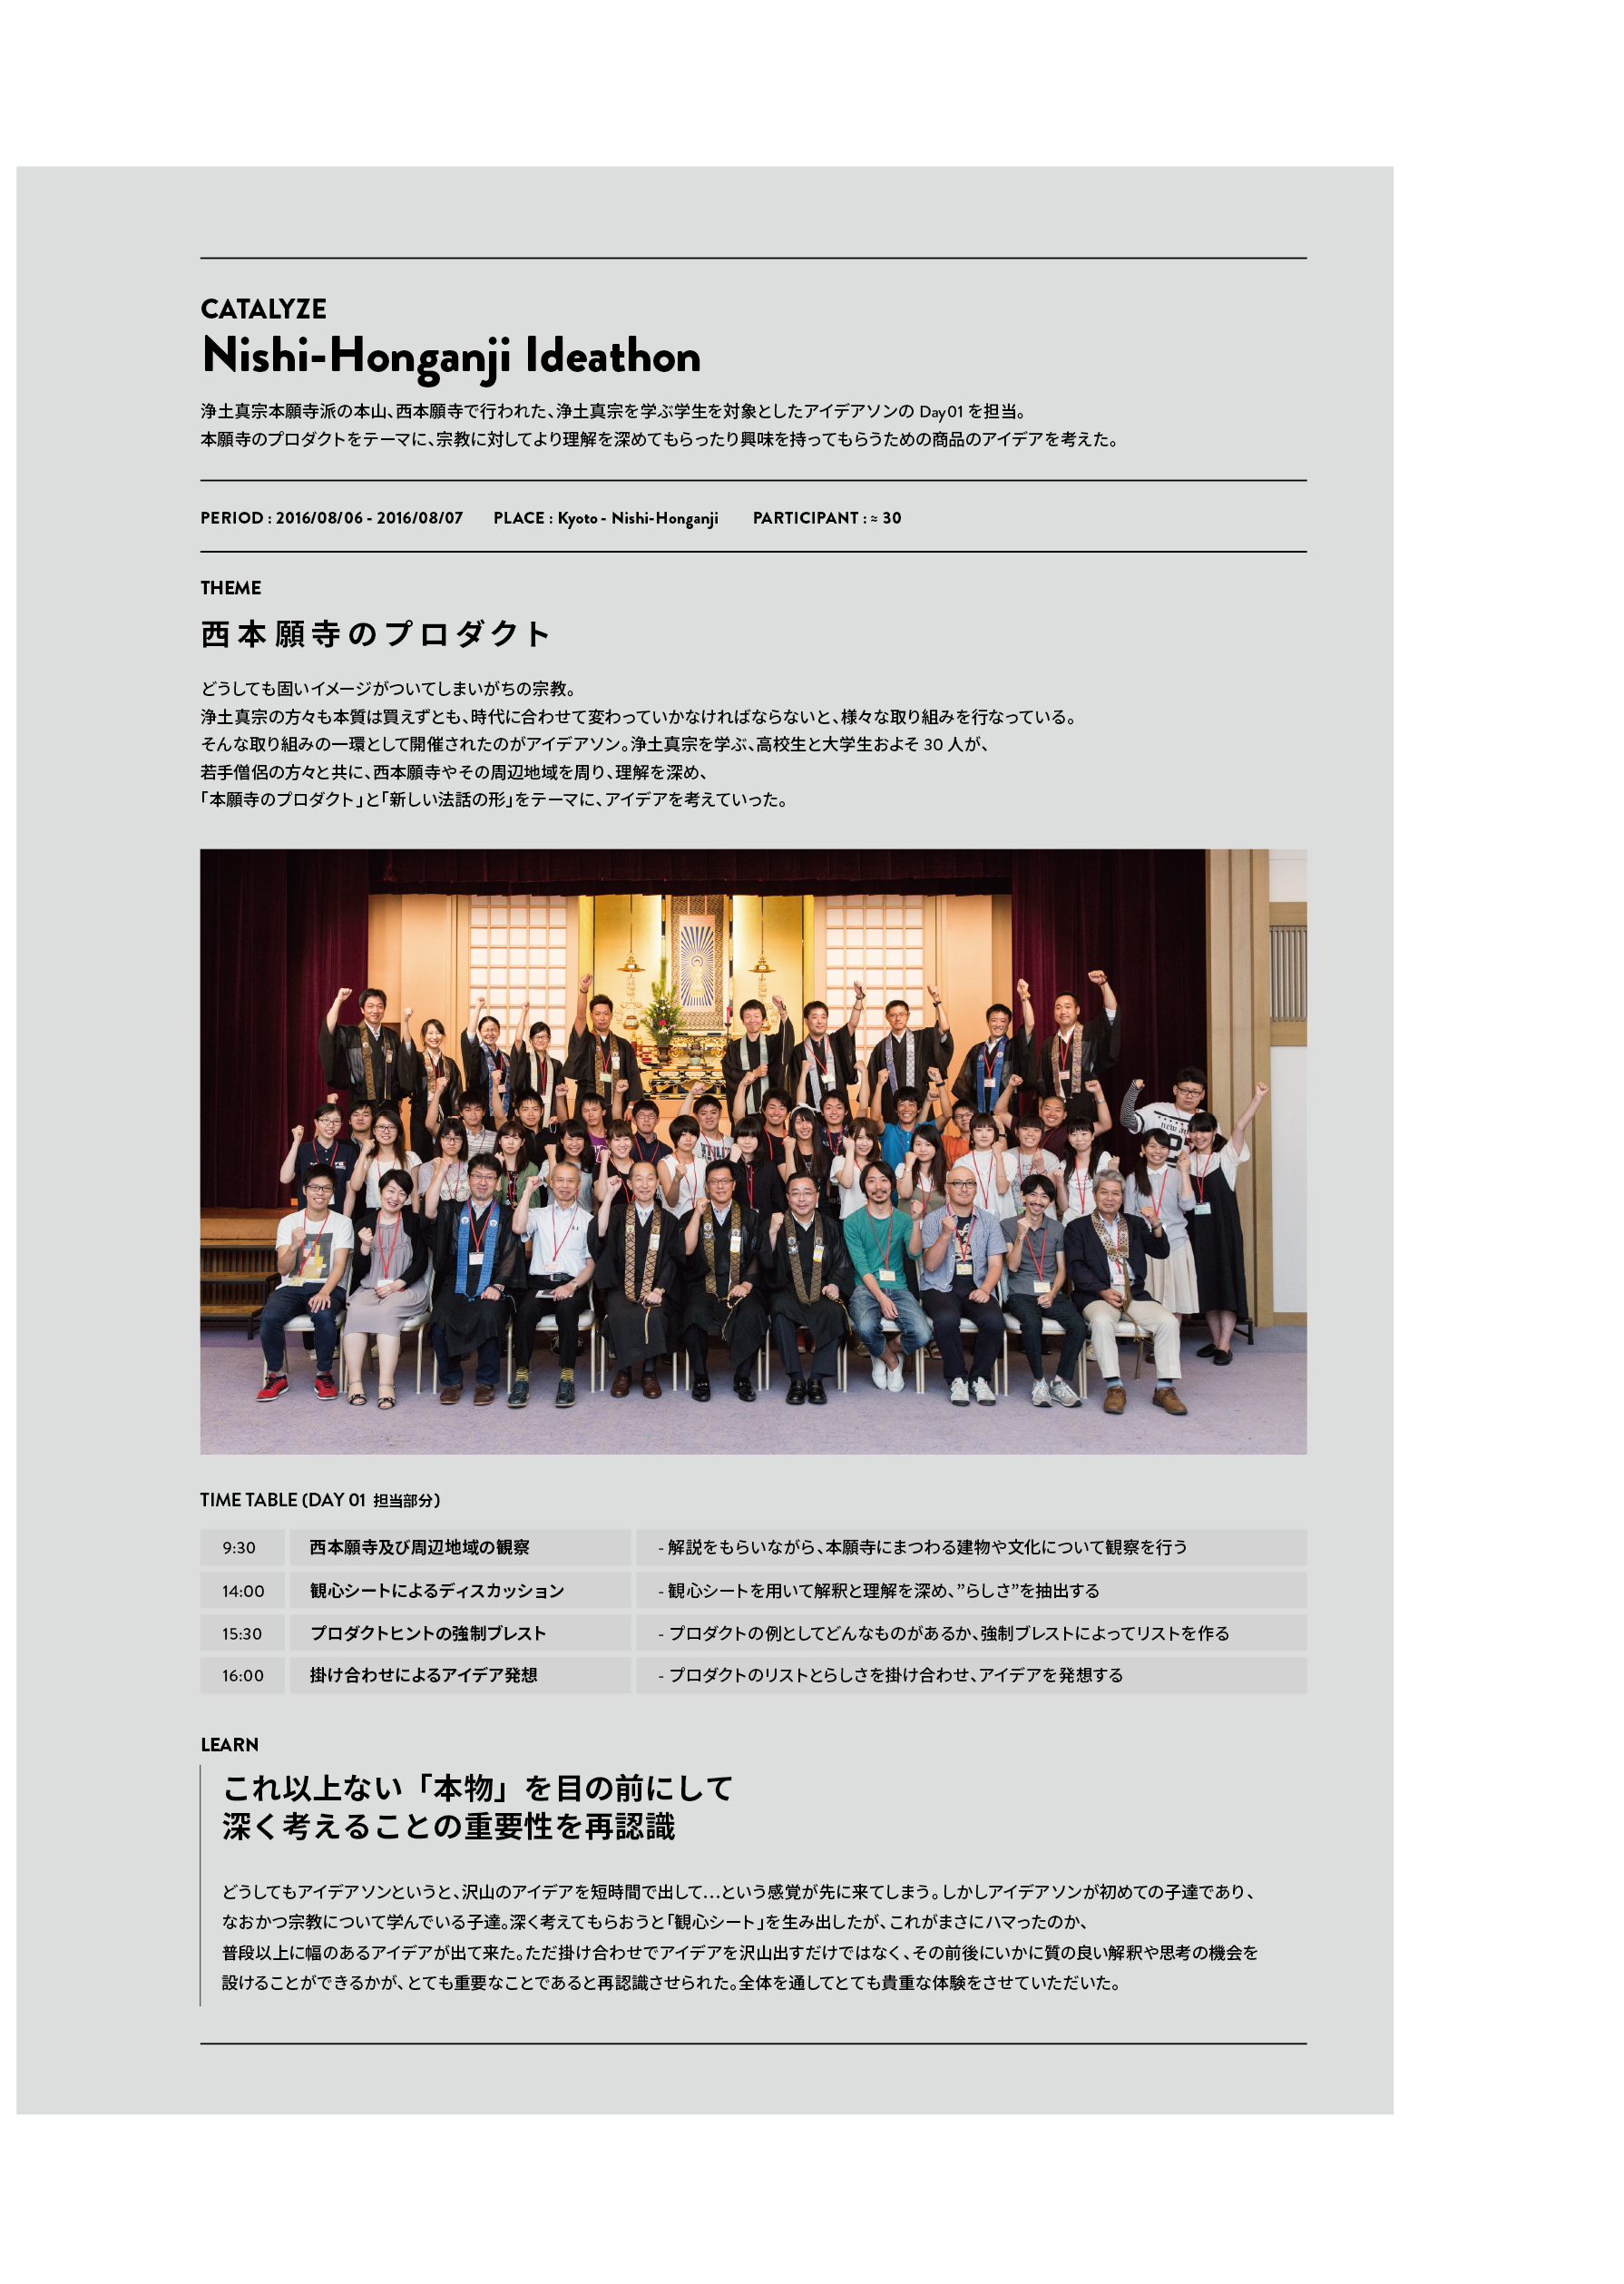 CATALYZE
Nishi-Honganji Ideathon
浄土真宗本願寺派の本山、西本願寺で行われた、浄土真宗を学ぶ学生を対象としたアイデアソンの Day01 を担当。
本願寺のプロダクトをテーマに、宗教に対してより理解を深めてもらったり興味を持ってもらうための商品のアイデアを考えた。
PERIOD : 2016/08/06 - 2016/08/07 PLACE : Kyoto - Nishi-Honganji PARTICIPANT : ≈ 30
THEME
西本願寺のプロダクト
どうしても固いイメージがついてしまいがちの宗教。
浄土真宗の方々も本質は買えずとも、時代に合わせて変わっていかなければならないと、様々な取り組みを行なっている。
そんな取り組みの一環として開催されたのがアイデアソン。浄土真宗を学ぶ、高校生と大学生およそ 30 人が、
若手僧侶の方々と共に、西本願寺やその周辺地域を周り、理解を深め、
「本願寺のプロダクト」と「新しい法話の形」をテーマに、アイデアを考えていった。
TIME TABLE (DAY 01 担当部分)
9:30 西本願寺及び周辺地域の観察 - 解説をもらいながら、本願寺にまつわる建物や文化について観察を行う
14:00 観心シートによるディスカッション - 観心シートを用いて解釈と理解を深め、”らしさ”を抽出する
15:30 プロダクトヒントの強制ブレスト - プロダクトの例としてどんなものがあるか、強制ブレストによってリストを作る
16:00 掛け合わせによるアイデア発想 - プロダクトのリストとらしさを掛け合わせ、アイデアを発想する
LEARN
これ以上ない「本物」を目の前にして
深く考えることの重要性を再認識
どうしてもアイデアソンというと、沢山のアイデアを短時間で出して…という感覚が先に来てしまう。しかしアイデアソンが初めての子達であり、
なおかつ宗教について学んでいる子達。深く考えてもらおうと「観心シート」を生み出したが、これがまさにハマったのか、
普段以上に幅のあるアイデアが出て来た。ただ掛け合わせでアイデアを沢山出すだけではなく、その前後にいかに質の良い解釈や思考の機会を
設けることができるかが、とても重要なことであると再認識させられた。全体を通してとても貴重な体験をさせていただいた。